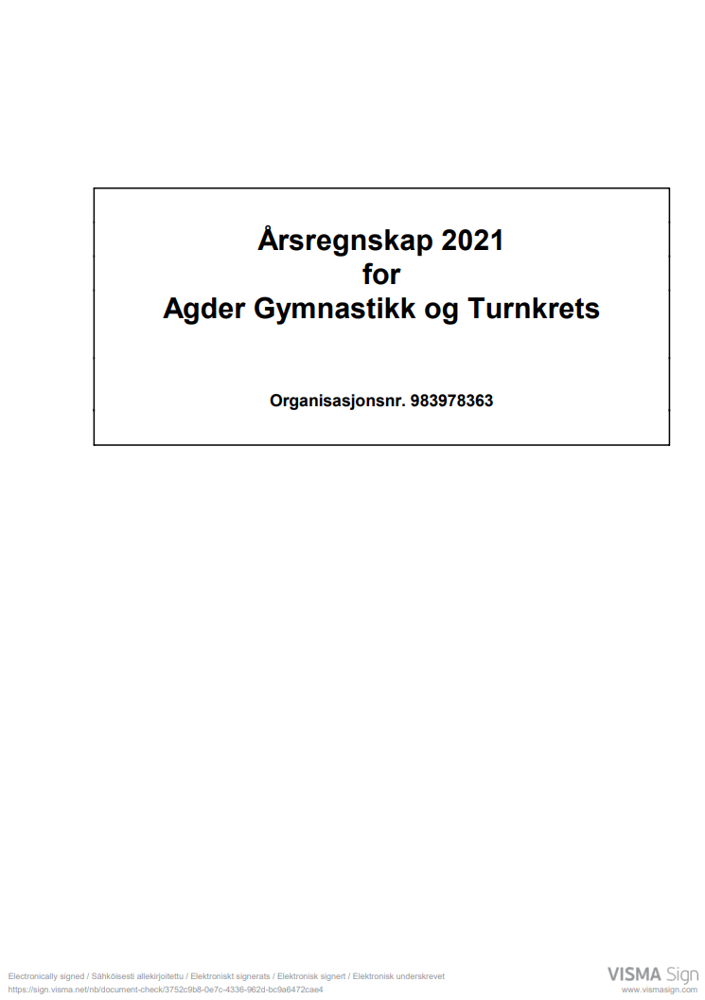 Årsregnskap 2021
for
Agder Gymnastikk og Turnkrets
Organisasjonsnr. 983978363
Electronically signed / Sähköisesti allekirjoitettu / Elektroniskt signerats / Elektronisk signert / Elektronisk underskrevet
https://sign.visma.net/nb/document-check/3752c9b8-0e7c-4336-962d-bc9a6472cae4
VISMA Sign
www.vismasign.com